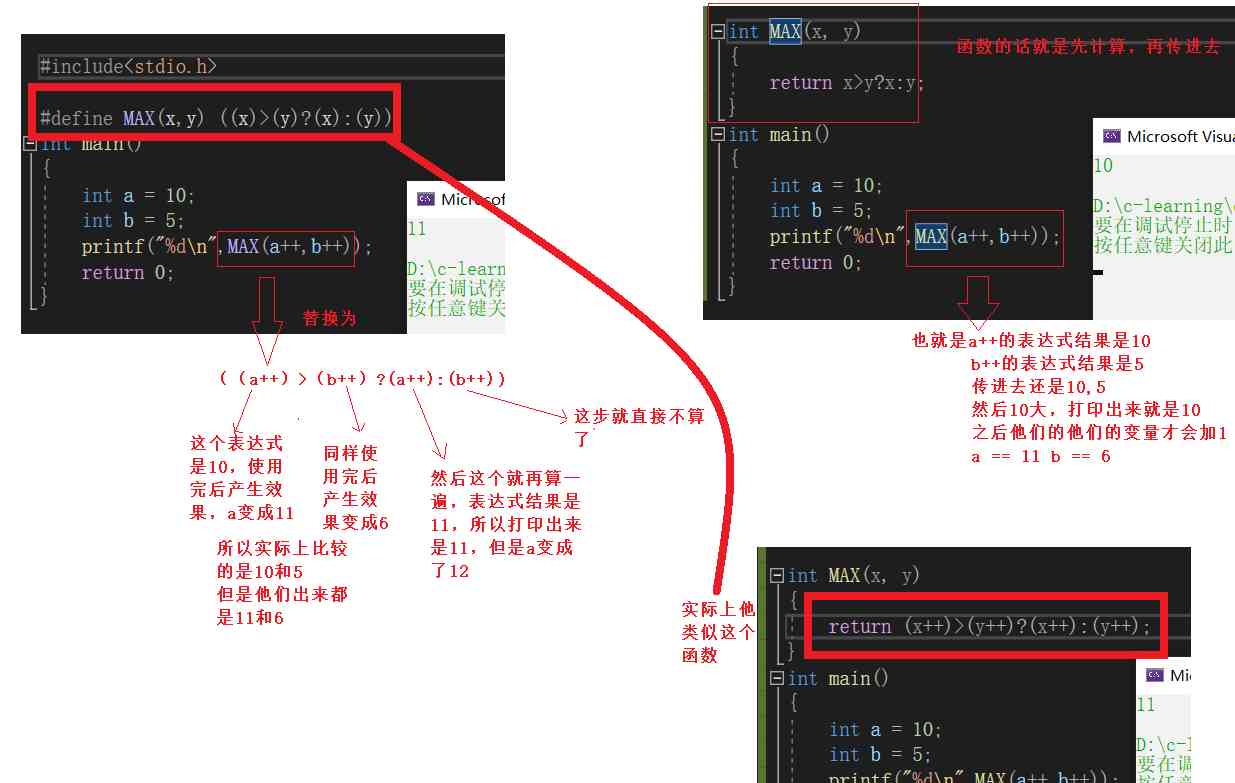 #include<stdio.h>
#define MAX(x,y) ((x)>(y)?(x):(y))
int main()
{
int a = 10;
int b = 5;
printf("%d\n",MAX(a++,b++));
return 0;
}
11
要在调试停
按任意键关
替换为
( (a++) > (b++) ?(a++):(b++))
这个表达式
是10，使用
完后产生效
果，a变成11
同样使
用完后
产生效
果变成6
然后这个就再算一
遍，表达式结果是
11，所以打印出来
是11，但是a变成
了12
这步就直接不算
了
所以实际上比较
的是10和5
但是他们出来都
是11和6
int MAX(x, y)
{
return x>y?x:y;
}
int main()
{
int a = 10;
int b = 5;
printf("%d\n",MAX(a++,b++));
return 0;
}
函数的话就是先计算，再传进去
Microsoft Visua
10
D:\c-learning\
要在调试停止时
按任意键关闭此
也就是a++的表达式结果是10
b++的表达式结果是5
传进去还是10,5
然后10大，打印出来就是10
之后他们的他们的变量才会加1
a == 11 b == 6
实际上他
类似这个
函数
int MAX(x, y)
{
return (x++)>(y++)?(x++):(y++);
}
int main()
{
int a = 10;
int b = 5;
printf("%d\n",MAX(a++,b++));
11
要在调